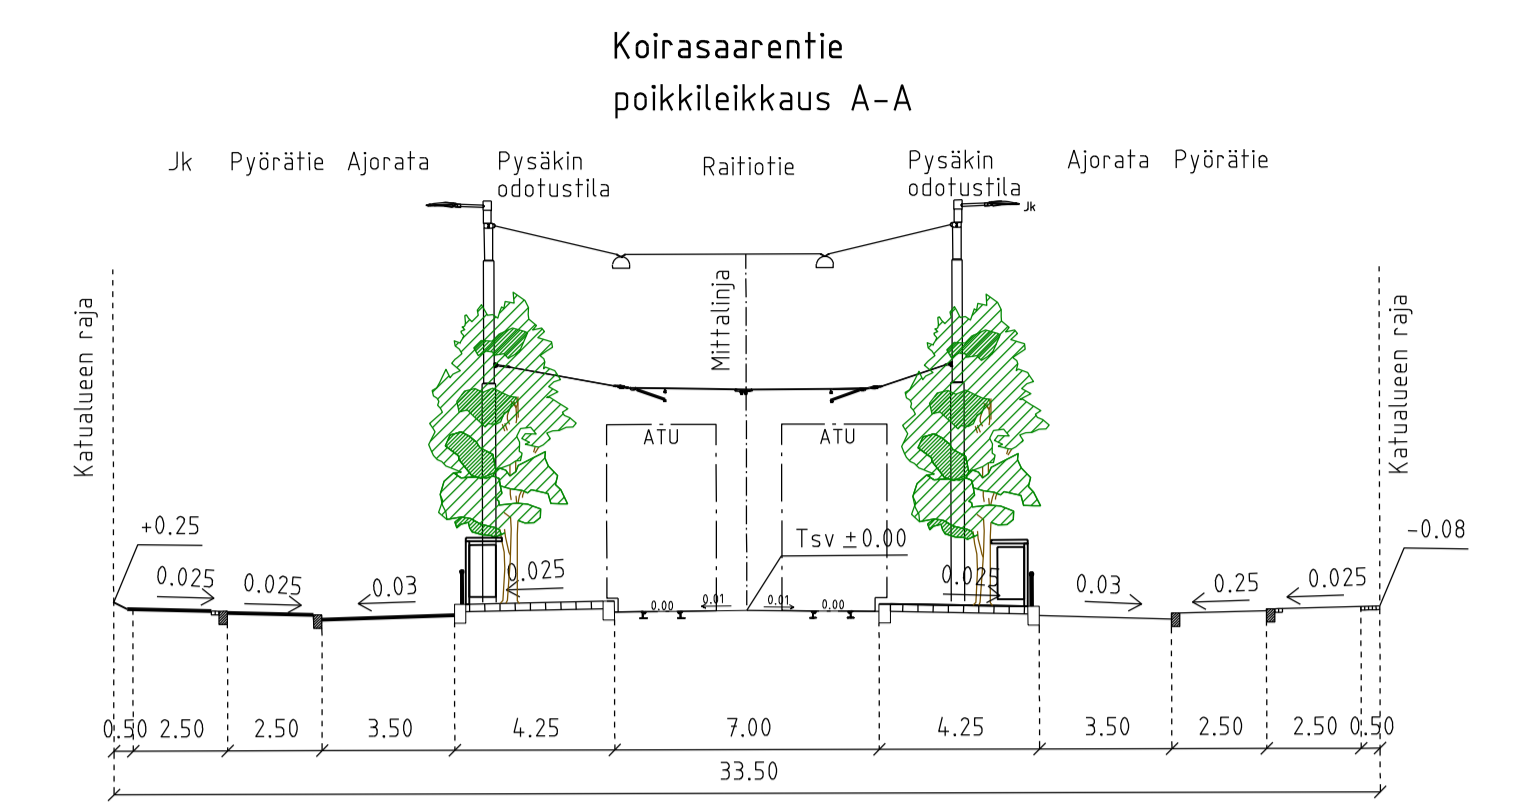 Koirasaarentie
poikkileikkaus A-A
Jk Pyörätie Ajorata Pysäkin Raitiotie Pysäkin Ajorata Pyörätie
odotustila odotustila
Jk
Katualueen raja
Mittalinja
Katualueen raja
ATU ATU
+0.25 Tsv ±0.00 -0.08
0.025 0.025 0.03 0.025 0.025 0.03 0.25 0.025
0.00 0.01 0.01 0.00
0.50 2.50 2.50 3.50 4.25 7.00 4.25 3.50 2.50 2.50 0.50
33.50